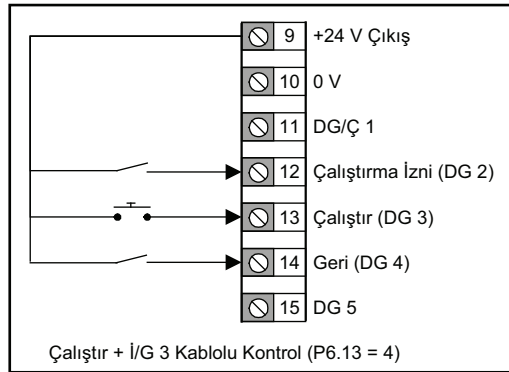 9 +24 V Çıkış
10 0 V
11 DG/Ç 1
12 Çalıştırma İzni (DG 2)
13 Çalıştır (DG 3)
14 Geri (DG 4)
15 DG 5
Çalıştır + İ/G 3 Kablolu Kontrol (P6.13 = 4)